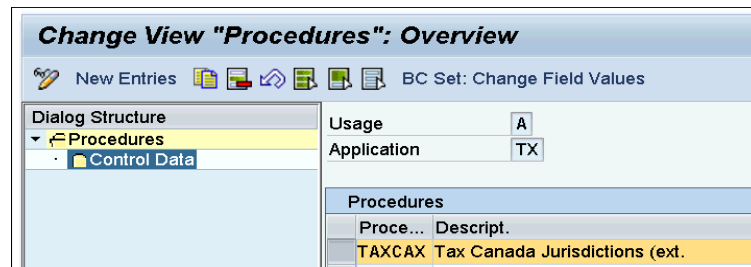 Change View "Procedures": Overview
New Entries BC Set: Change Field Values
Dialog Structure
Procedures
Control Data
Usage A
Application TX
Procedures
Proce... Descript.
TAXCAX Tax Canada Jurisdictions (ext.